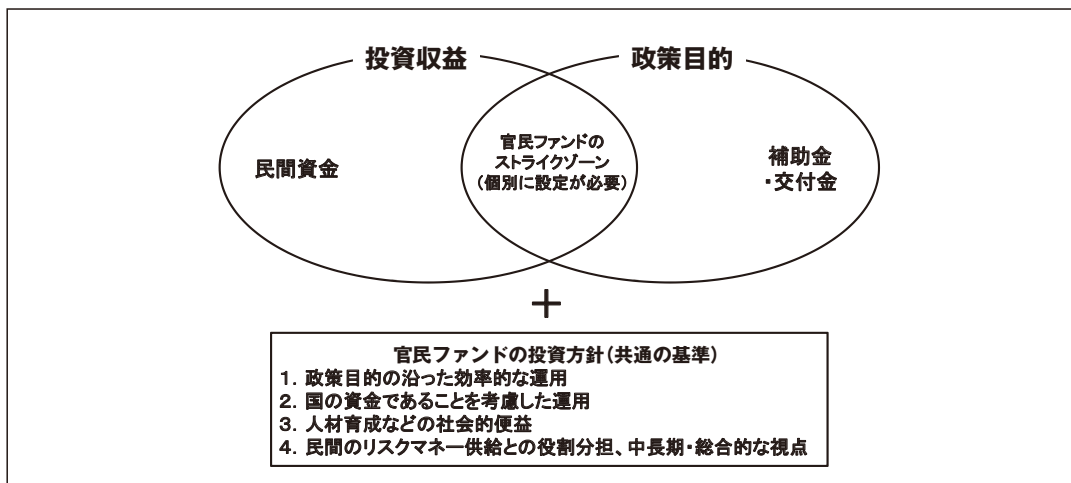 投資収益
政策目的
民間資金
官民ファンドの
ストライクゾーン
(個別に設定が必要)
補助金
・交付金
＋
官民ファンドの投資方針(共通の基準)
1. 政策目的の沿った効率的な運用
2. 国の資金であることを考慮した運用
3. 人材育成などの社会的便益
4. 民間のリスクマネー供給との役割分担、中長期・総合的な視点